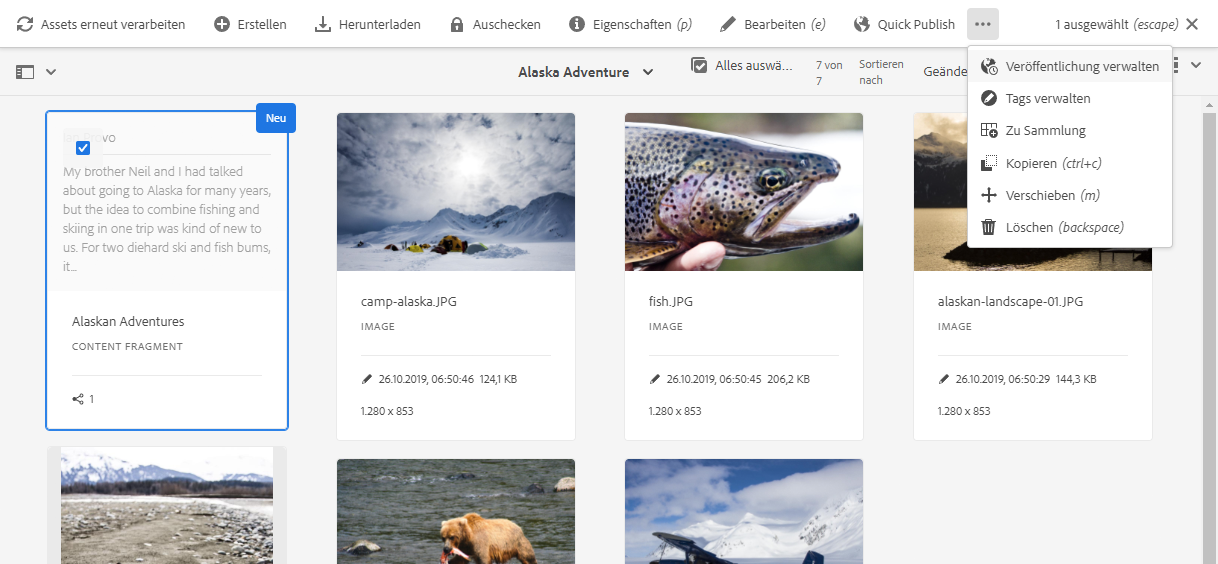 Assets erneut verarbeiten
Erstellen
Herunterladen
Auschecken
Eigenschaften (p)
Bearbeiten (e)
Quick Publish
1 ausgewählt (escape)
Alaska Adventure
Alles auswä...
7 von
7
Sortieren
nach
Geände
Veröffentlichung verwalten
Tags verwalten
Zu Sammlung
Kopieren (ctrl+c)
Verschieben (m)
Löschen (backspace)
Neu
My brother Neil and I had talked
about going to Alaska for many years,
but the idea to combine fishing and
skiing in one trip was kind of new to
us. For two diehard ski and fish bums,
it...
Alaskan Adventures
CONTENT FRAGMENT
1
camp-alaska.JPG
IMAGE
26.10.2019, 06:50:46 124,1 KB
1.280 x 853
fish.JPG
IMAGE
26.10.2019, 06:50:45 206,2 KB
1.280 x 853
alaskan-landscape-01.JPG
IMAGE
26.10.2019, 06:50:29 144,3 KB
1.280 x 853